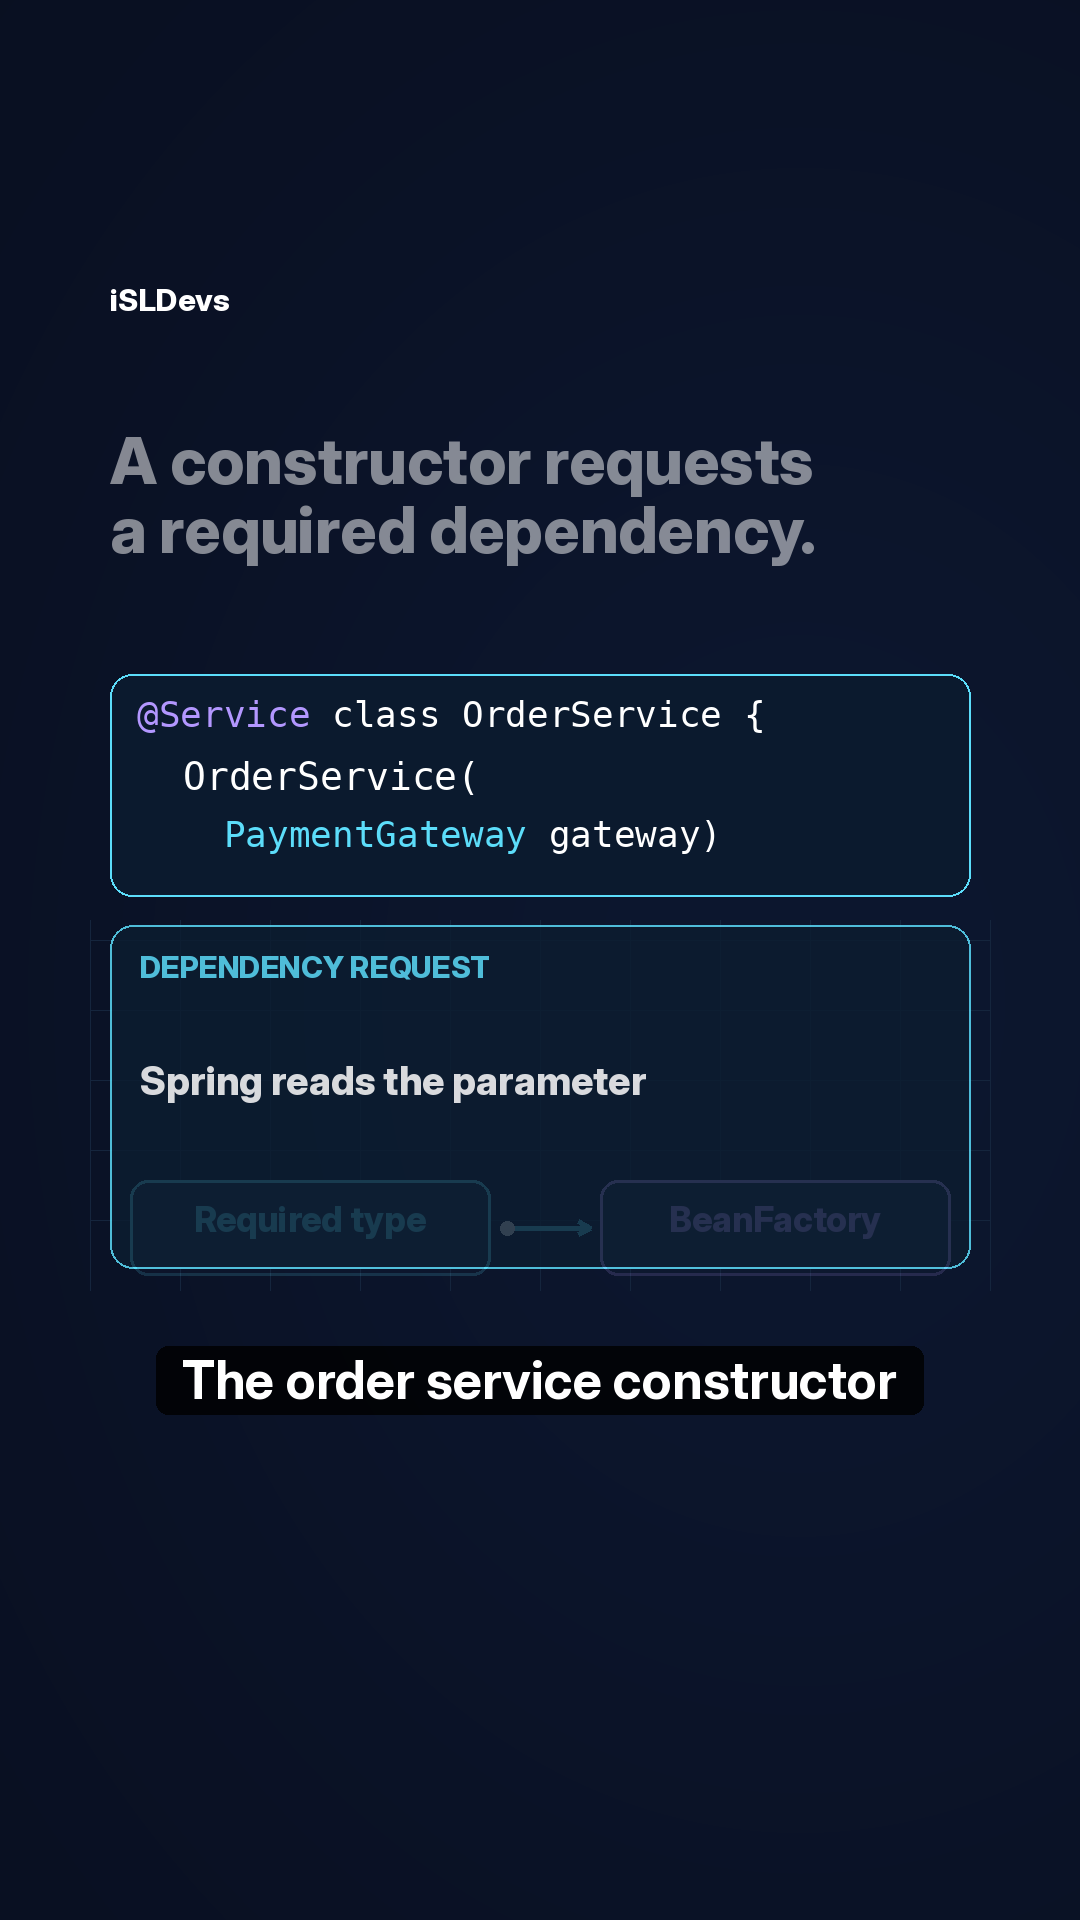 iSLDevs
A constructor requests
a required dependency.
@Service class OrderService {
OrderService(
PaymentGateway gateway)
DEPENDENCY REQUEST
Spring reads the parameter
Required type
BeanFactory
The order service constructor